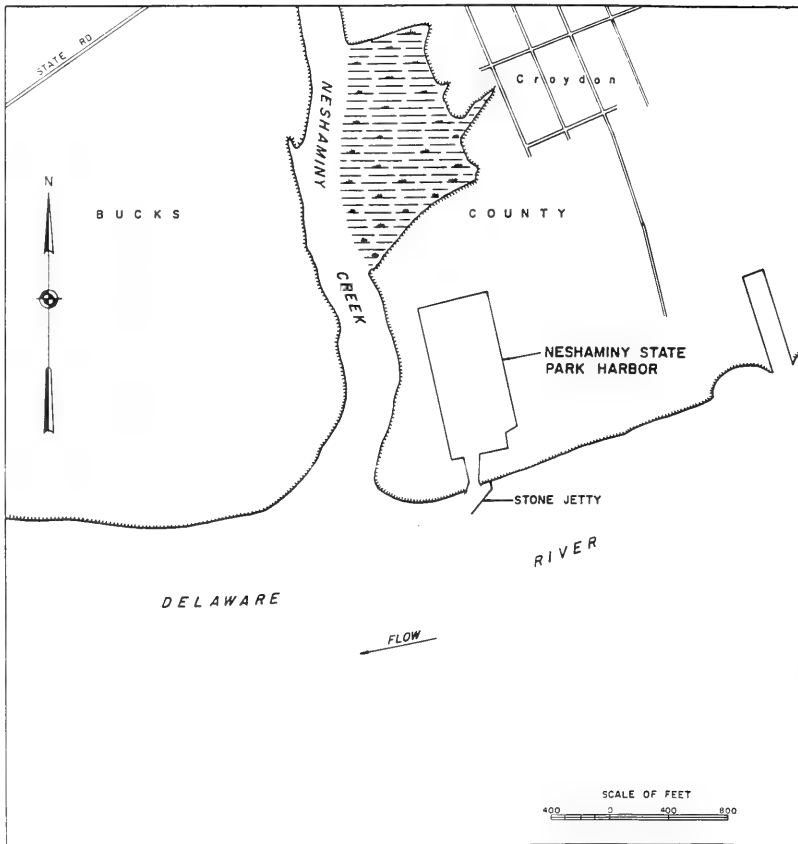 STATE RD
Croydon
NESHAMINY
N
BUCKS
COUNTY
CREEK
NESHAMINY STATE
PARK HARBOR
STONE JETTY
RIVER
DELAWARE
FLOW
SCALE OF FEET
400 0 400 800